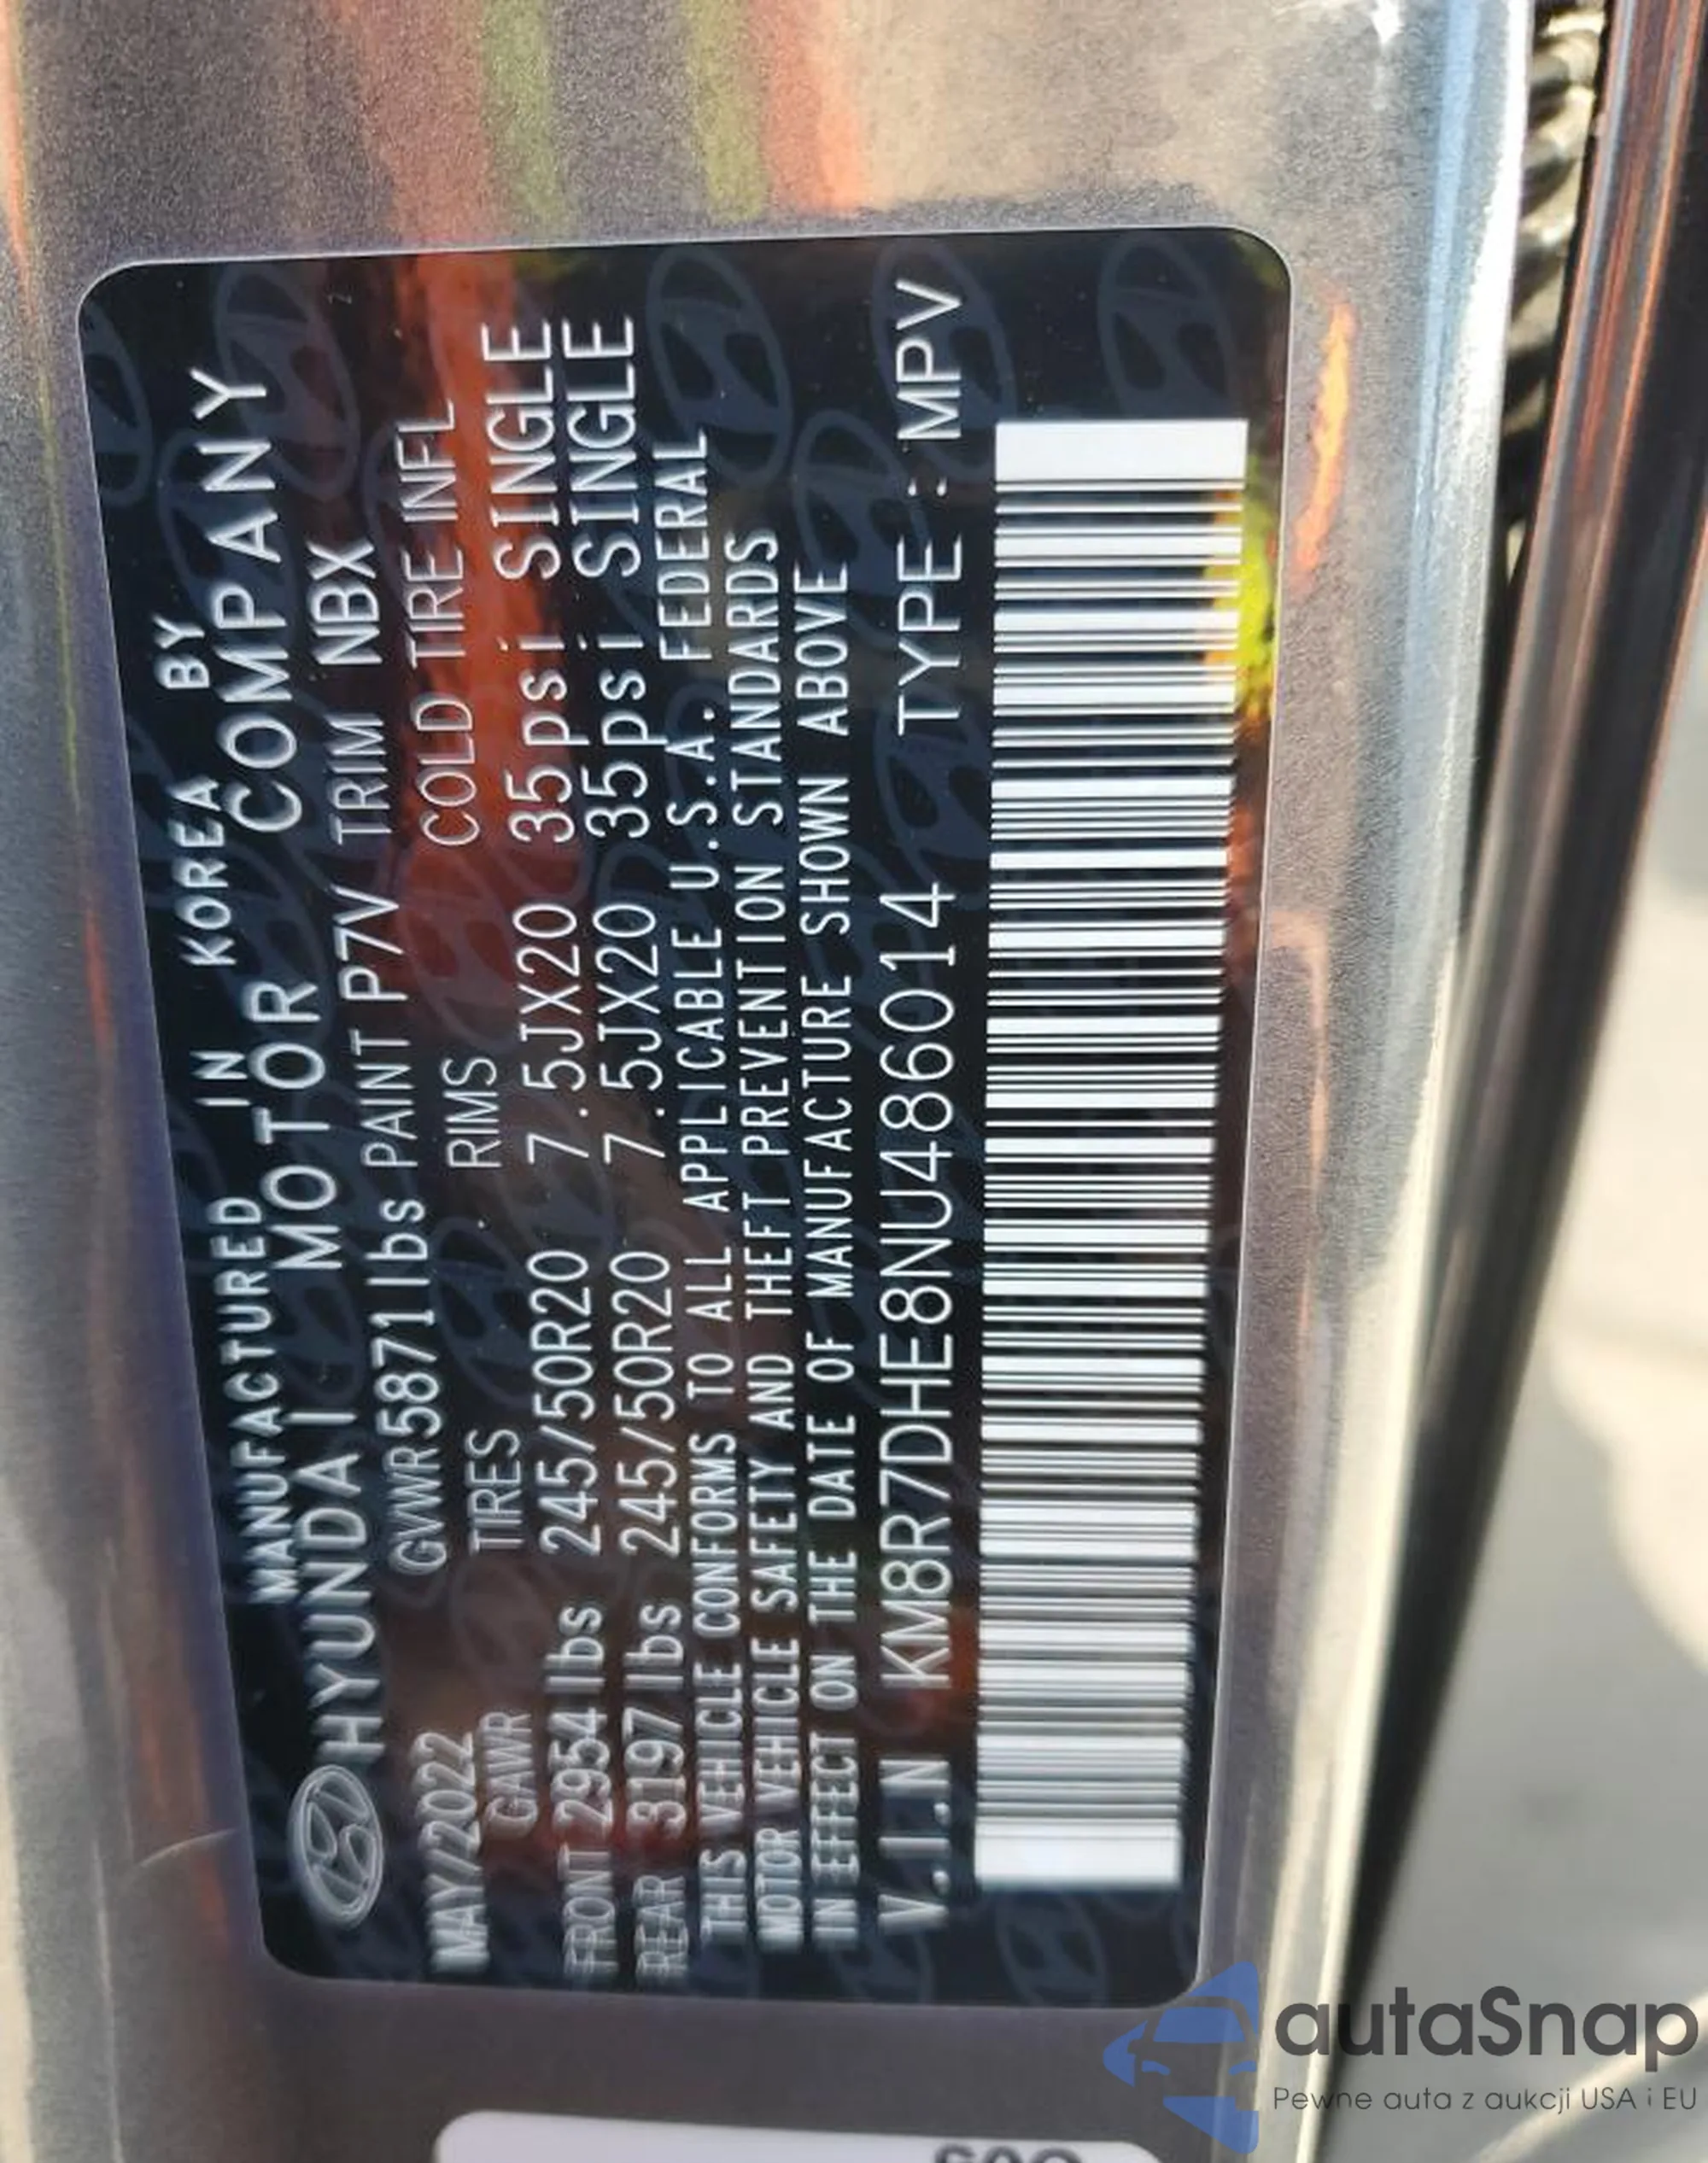 MANUFACTURED IN KOREA BY
HYUNDAI MOTOR COMPANY
MAY/2022 GVWR5871lbs PAINT P7V TRIM NBX
GAWR TIRES RIMS COLD TIRE INFL
FRONT 2954lbs 245/50R20 7.5JX20 35psi SINGLE
REAR 3197lbs 245/50R20 7.5JX20 35psi SINGLE
THIS VEHICLE CONFORMS TO ALL APPLICABLE U.S.A. FEDERAL
MOTOR VEHICLE SAFETY AND THEFT PREVENTION STANDARDS
IN EFFECT ON THE DATE OF MANUFACTURE SHOWN ABOVE
V.I.N KM8R7DHE8NU486014 TYPE : MPV
autaSnap
Pewne auta z aukcji USA i EU